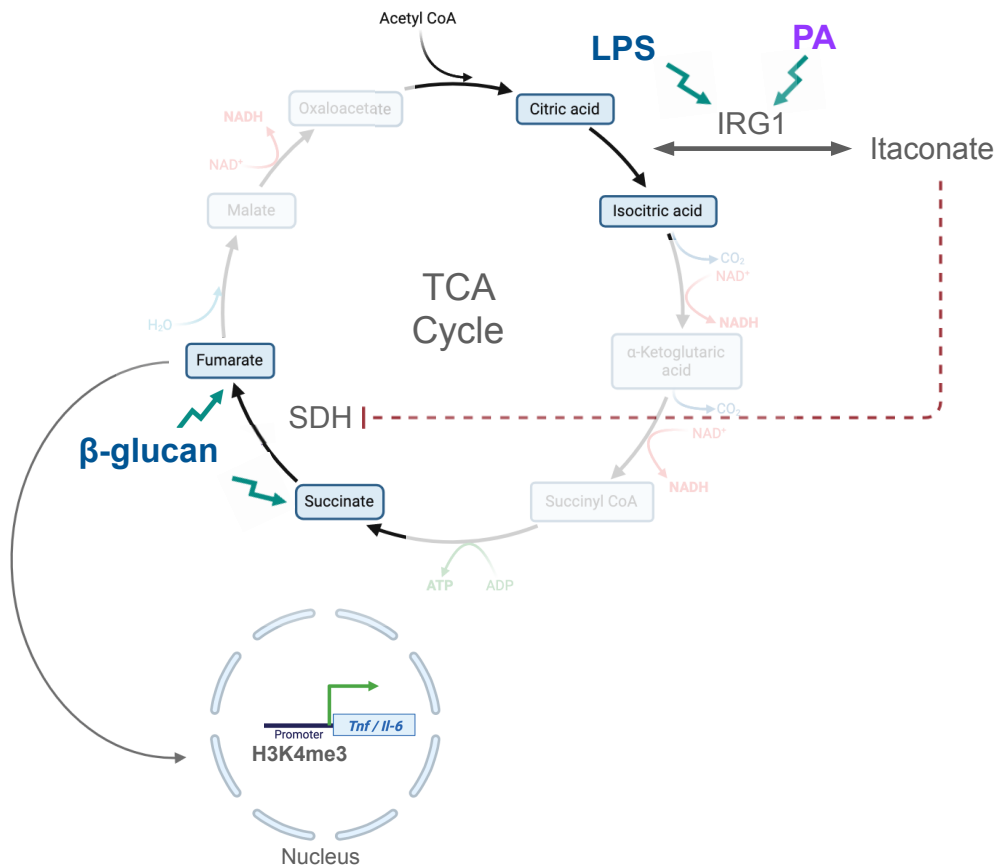 Acetyl CoA
LPS
PA
Oxaloacetate
Citric acid
NADH
IRG1
NAD⁺
Itaconate
Malate
Isocitric acid
CO₂
NAD⁺
TCA
Cycle
H₂O
NADH
Fumarate
α-Ketoglutaric
acid
CO₂
SDH
NAD⁺
β-glucan
NADH
Succinate
Succinyl CoA
ATP
ADP
Tnf / Il-6
Promoter
H3K4me3
Nucleus